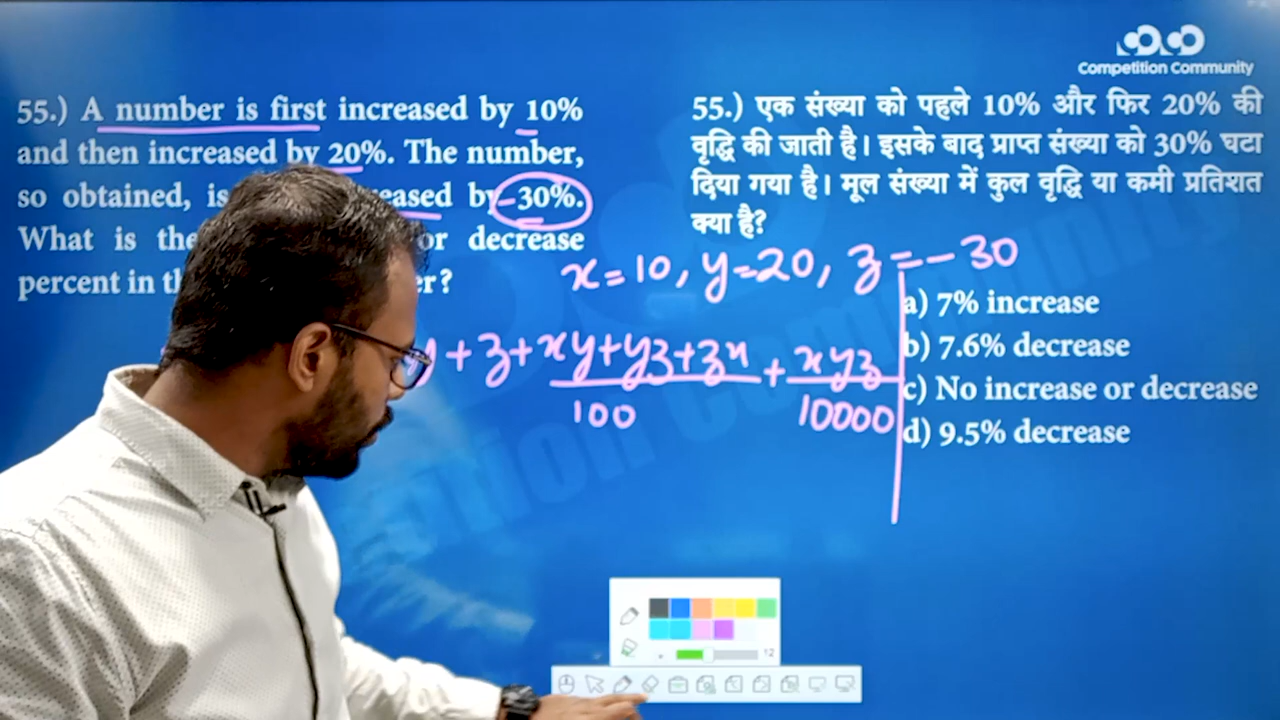 Competition Community
55.) A number is first increased by 10%
and then increased by 20%. The number,
so obtained, is by -30%.
What is the or decrease
percent in
55.) एक संख्या को पहले 10% और फिर 20% की
वृद्धि की जाती है। इसके बाद प्राप्त संख्या को 30% घटा
दिया गया है। मूल संख्या में कुल वृद्धि या कमी प्रतिशत
क्या है?
x=10, y=20, z=-30
a) 7% increase
b) 7.6% decrease
c) No increase or decrease
d) 9.5% decrease
y+z+xy+yz+zx + xyz
100 10000
12